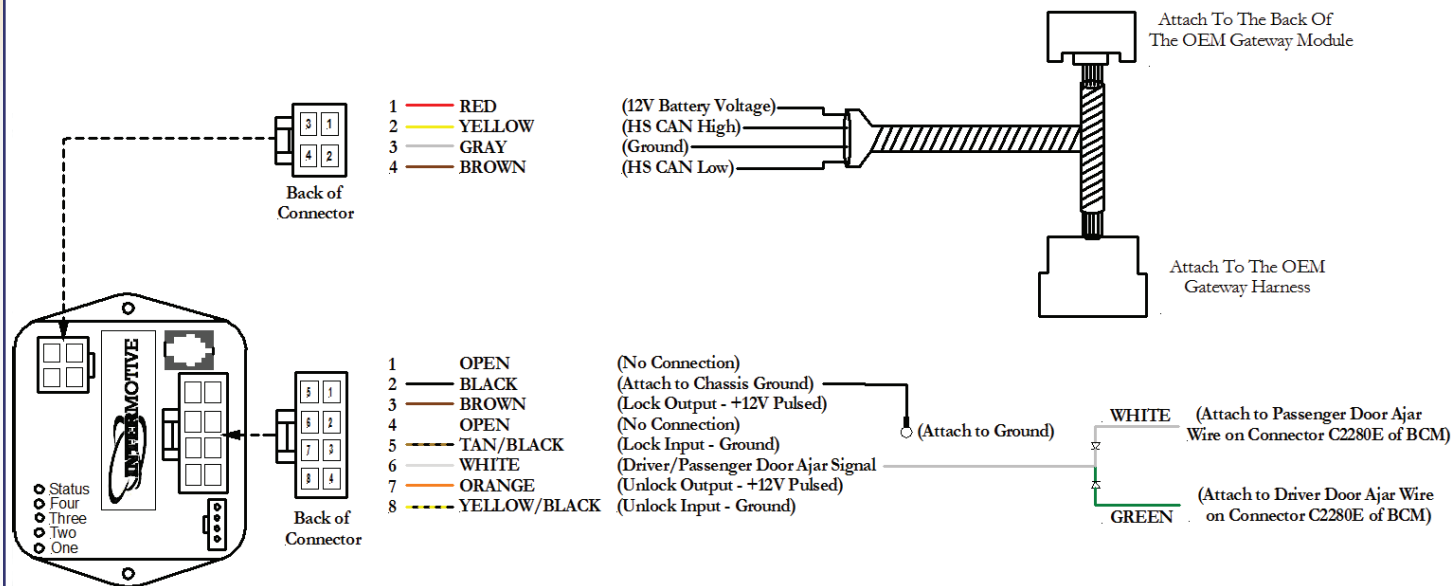 Attach To The Back Of
The OEM Gateway Module
3 1
4 2
Back of
Connector
1 RED (12V Battery Voltage)
2 YELLOW (HS CAN High)
3 GRAY (Ground)
4 BROWN (HS CAN Low)
Attach To The OEM
Gateway Harness
INTERMOTIVE
Status
Four
Three
Two
One
5 1
6 2
7 3
8 4
Back of
Connector
1 OPEN (No Connection)
2 BLACK (Attach to Chassis Ground)
3 BROWN (Lock Output - +12V Pulsed)
4 OPEN (No Connection)
5 TAN/BLACK (Lock Input - Ground)
6 WHITE (Driver/Passenger Door Ajar Signal
7 ORANGE (Unlock Output - +12V Pulsed)
8 YELLOW/BLACK (Unlock Input - Ground)
(Attach to Ground)
WHITE
(Attach to Passenger Door Ajar
Wire on Connector C2280E of BCM)
GREEN
(Attach to Driver Door Ajar Wire
on Connector C2280E of BCM)